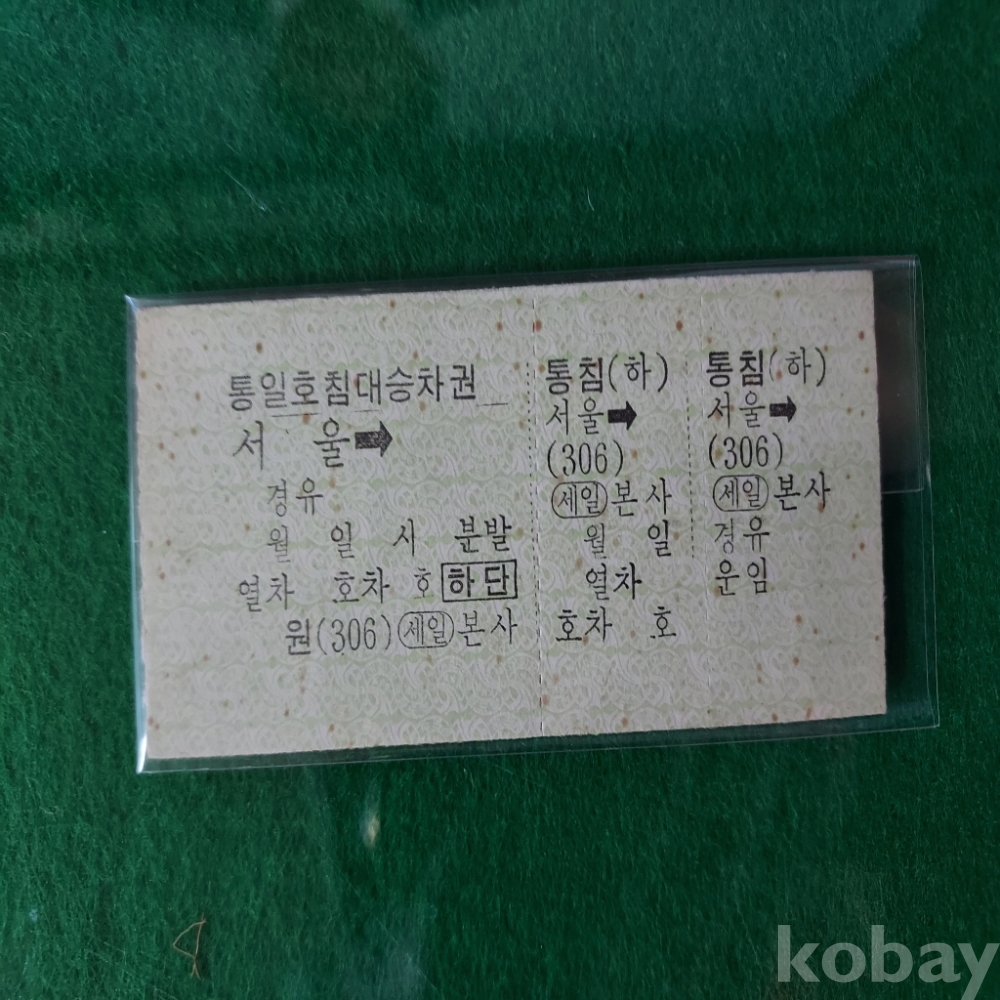 통일호침대승차권
서 울➡
경유
월 일 시 분발
열차 호차 호 하단
원(306) 세일 본사
통침(하)
서울➡
(306)
세일 본사
월 일
열차
호차 호
통침(하)
서울➡
(306)
세일 본사
경유
운임
kobay